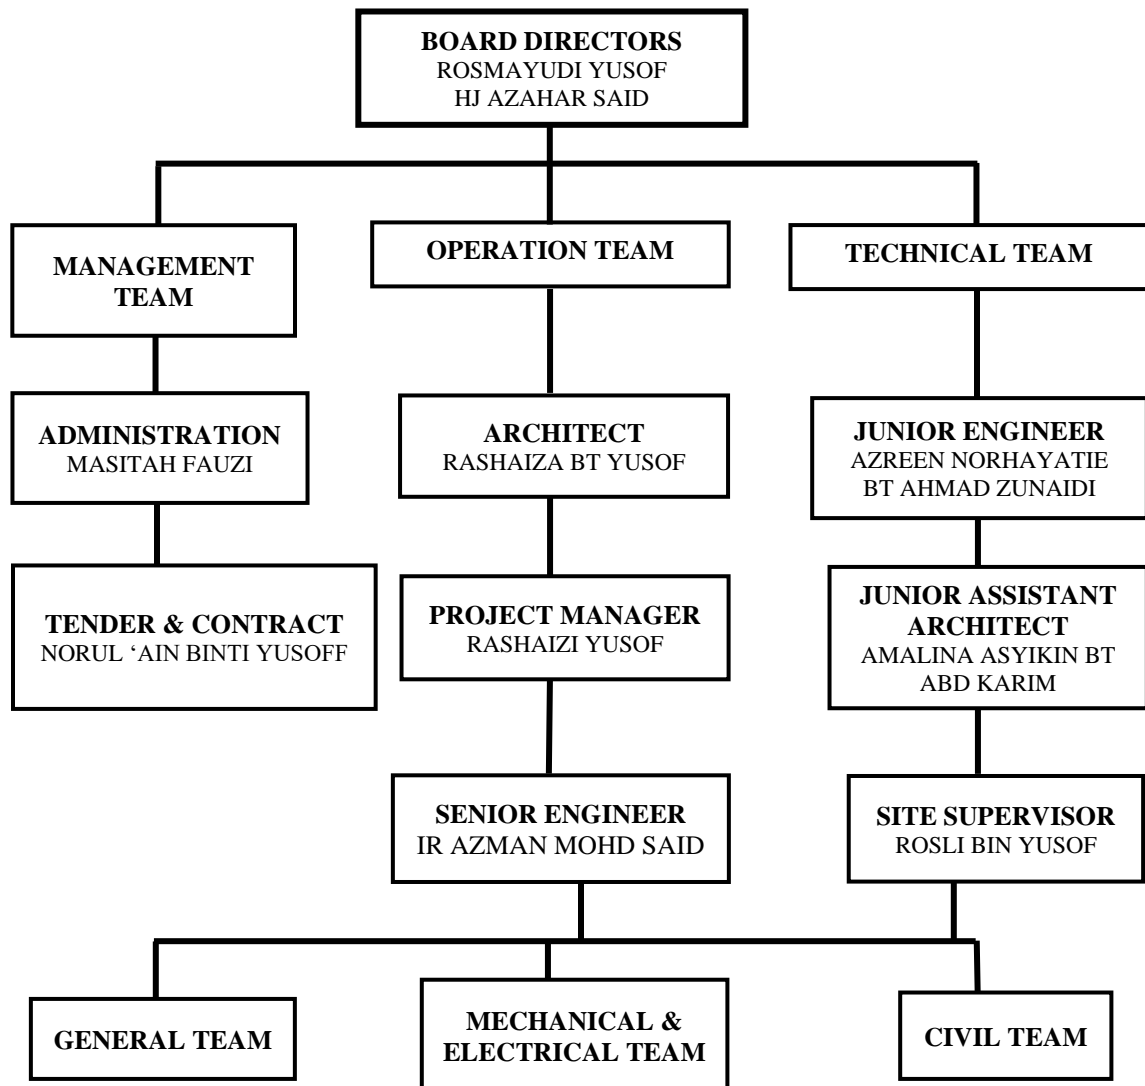 BOARD DIRECTORS
ROSMAYUDI YUSOF
HJ AZAHAR SAID
MANAGEMENT
TEAM
OPERATION TEAM
TECHNICAL TEAM
ADMINISTRATION
MASITAH FAUZI
ARCHITECT
RASHAIZA BT YUSOF
JUNIOR ENGINEER
AZREEN NORHAYATIE
BT AHMAD ZUNAIDI
TENDER & CONTRACT
NORUL ‘AIN BINTI YUSOFF
PROJECT MANAGER
RASHAIZI YUSOF
JUNIOR ASSISTANT
ARCHITECT
AMALINA ASYIKIN BT
ABD KARIM
SENIOR ENGINEER
IR AZMAN MOHD SAID
SITE SUPERVISOR
ROSLI BIN YUSOF
GENERAL TEAM
MECHANICAL &
ELECTRICAL TEAM
CIVIL TEAM